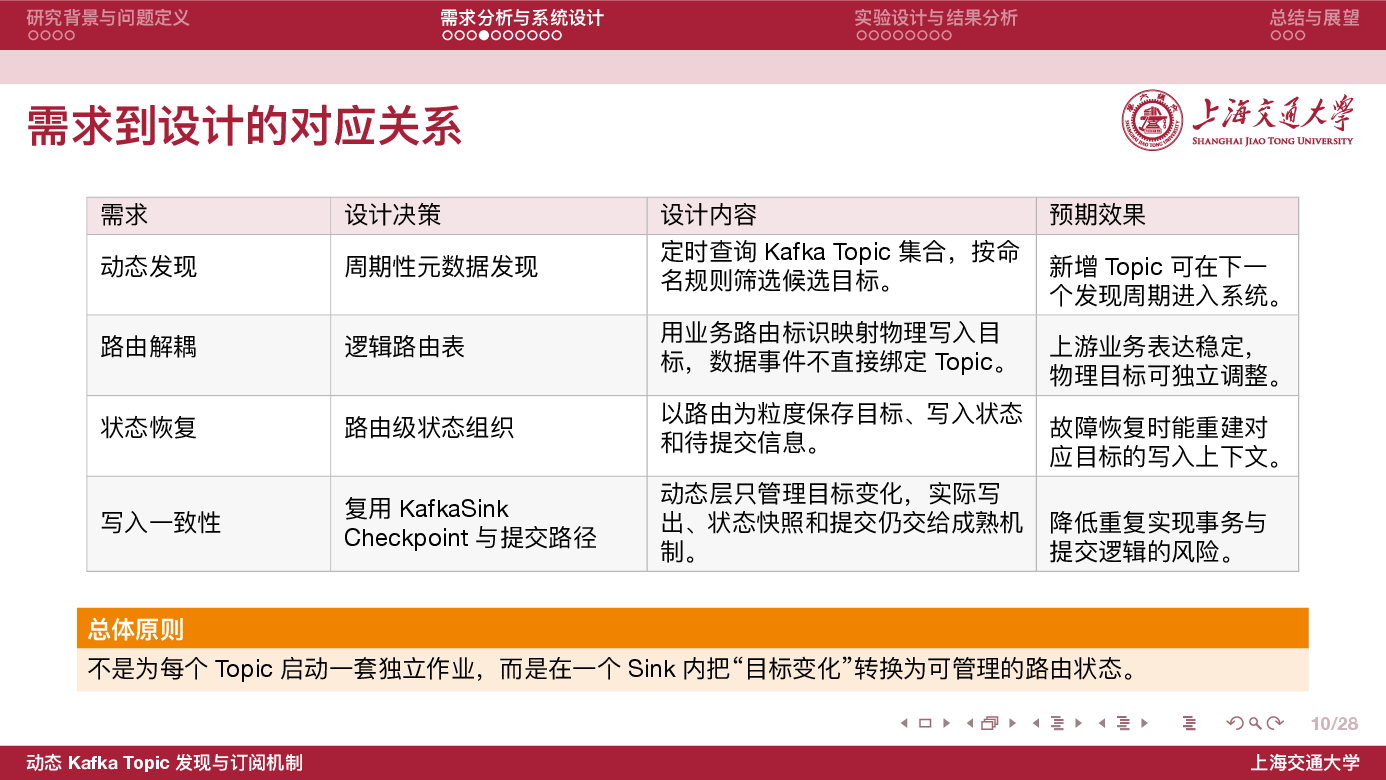 研究背景与问题定义
需求分析与系统设计
实验设计与结果分析
总结与展望
需求到设计的对应关系
上海交通大学
SHANGHAI JIAO TONG UNIVERSITY
需求
设计决策
设计内容
预期效果
动态发现
周期性元数据发现
定时查询 Kafka Topic 集合，按命
名规则筛选候选目标。
新增 Topic 可在下一
个发现周期进入系统。
路由解耦
逻辑路由表
用业务路由标识映射物理写入目
标，数据事件不直接绑定 Topic。
上游业务表达稳定，
物理目标可独立调整。
状态恢复
路由级状态组织
以路由为粒度保存目标、写入状态
和待提交信息。
故障恢复时能重建对
应目标的写入上下文。
写入一致性
复用 KafkaSink
Checkpoint 与提交路径
动态层只管理目标变化，实际写
出、状态快照和提交仍交给成熟机
制。
降低重复实现事务与
提交逻辑的风险。
总体原则
不是为每个 Topic 启动一套独立作业，而是在一个 Sink 内把“目标变化”转换为可管理的路由状态。
10/28
动态 Kafka Topic 发现与订阅机制
上海交通大学